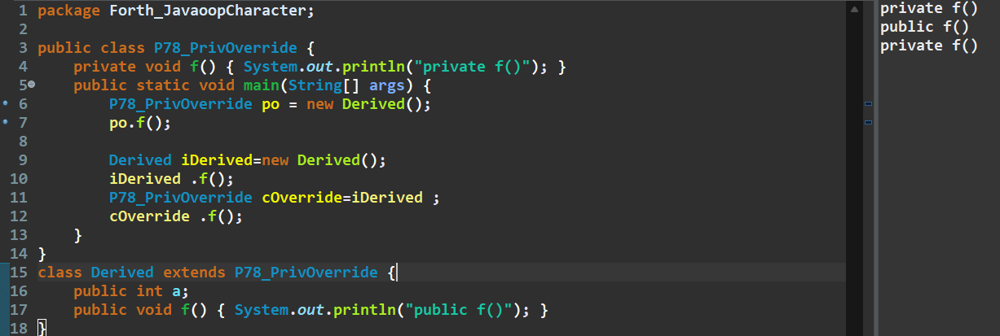 1 package Forth_JavaoopCharacter;
2
3 public class P78_PrivOverride {
4     private void f() { System.out.println("private f()"); }
5     public static void main(String[] args) {
6         P78_PrivOverride po = new Derived();
7         po.f();
8
9         Derived iDerived=new Derived();
10         iDerived .f();
11         P78_PrivOverride cOverride=iDerived ;
12         cOverride .f();
13     }
14 }
15 class Derived extends P78_PrivOverride {
16     public int a;
17     public void f() { System.out.println("public f()"); }
18 }
private f()
public f()
private f()